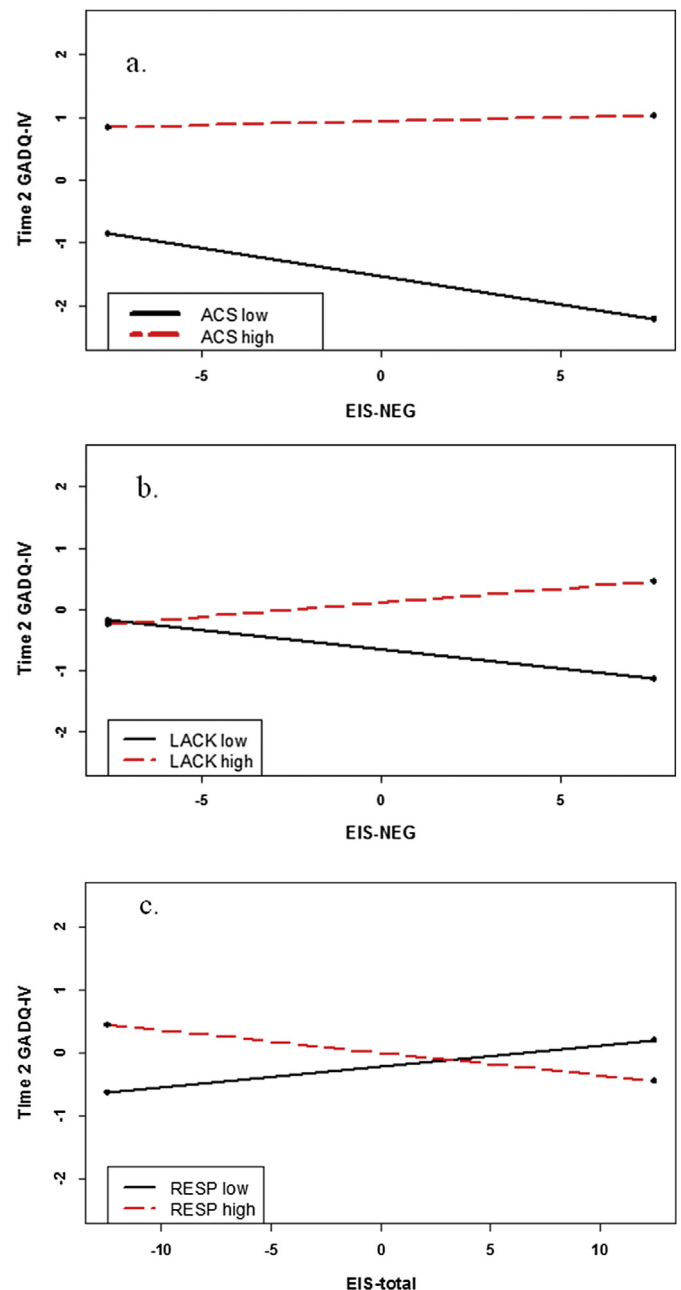 a.
Time 2 GADQ-IV
2
1
0
-1
-2
ACS low
ACS high
-5 0 5
EIS-NEG
b.
Time 2 GADQ-IV
2
1
0
-1
-2
LACK low
LACK high
-5 0 5
EIS-NEG
c.
TIme 2 GADQ-IV
2
1
0
-1
-2
RESP low
RESP high
-10 -5 0 5 10
EIS-total